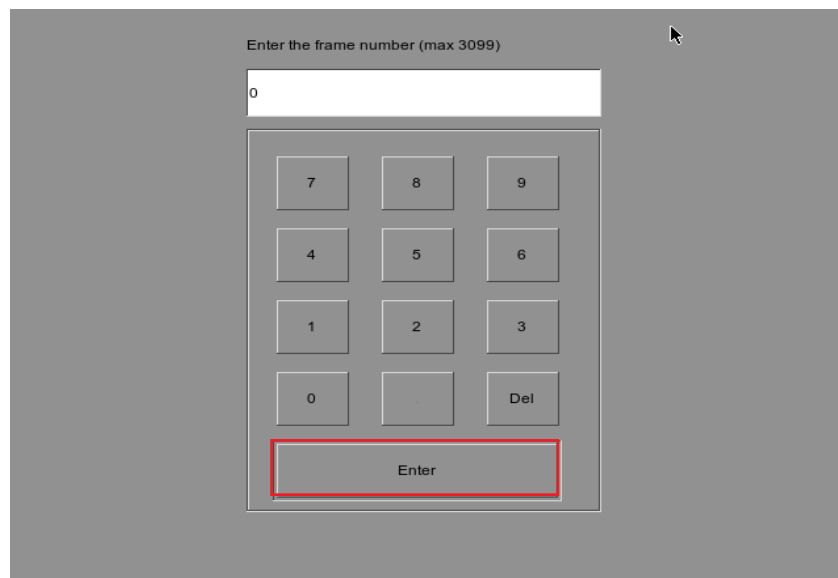 Enter the frame number (max 3099)
0
7 8 9
4 5 6
1 2 3
0 . Del
Enter